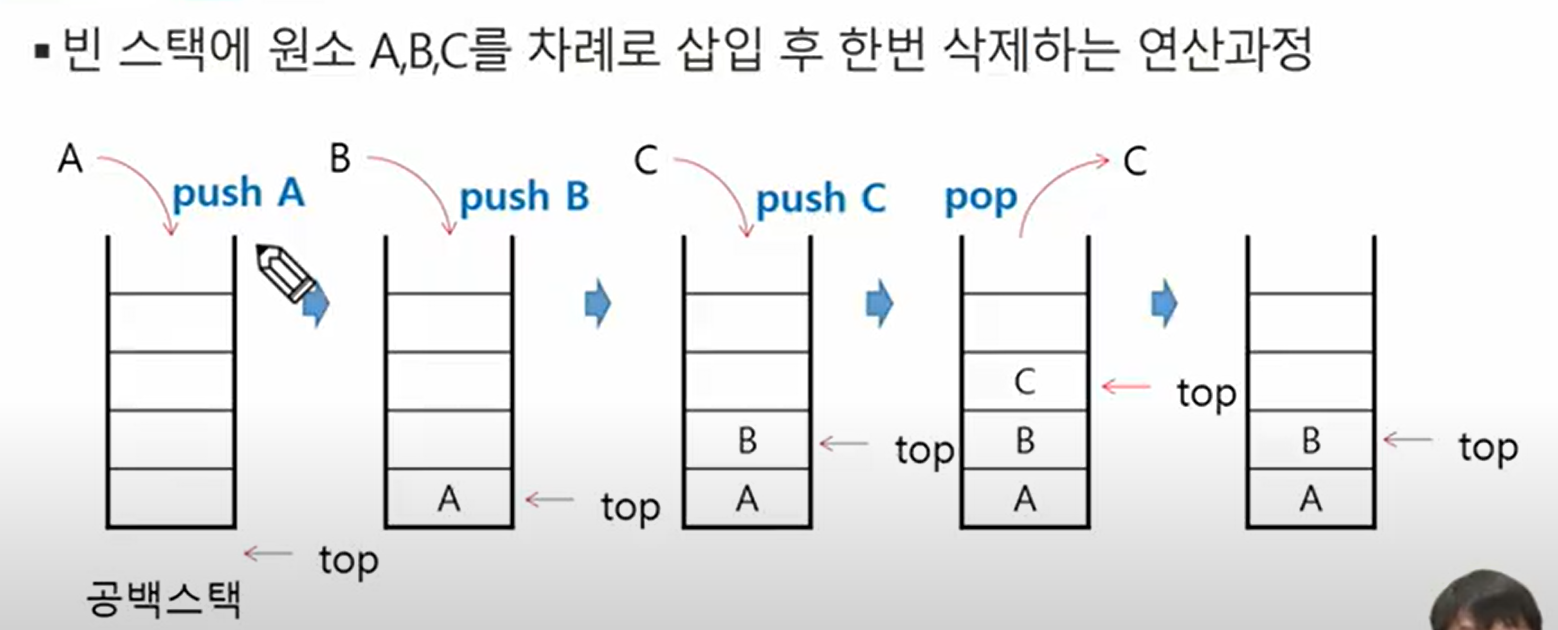 ▪ 빈 스택에 원소 A,B,C를 차례로 삽입 후 한번 삭제하는 연산과정
A push A B push B C push C pop C
C top
B top B B top
A top A A A
top
공백스택